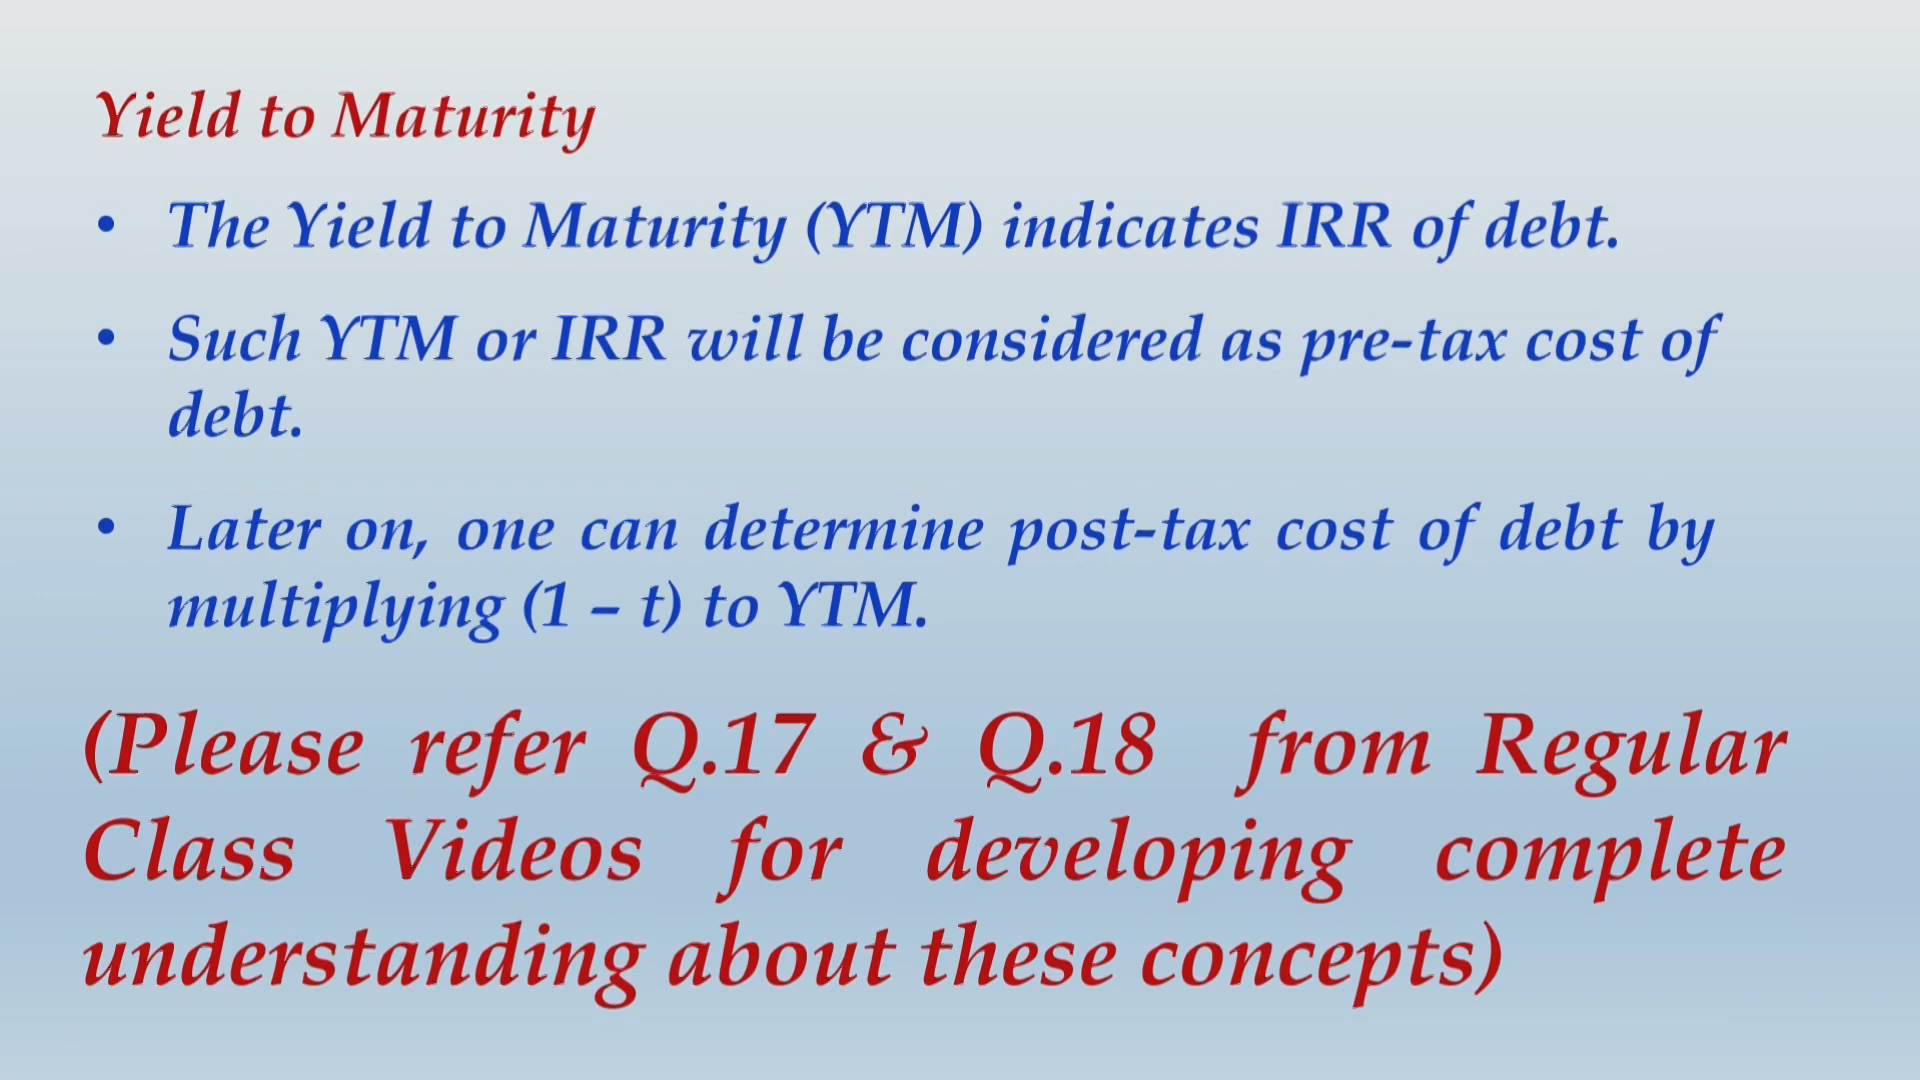 Yield to Maturity
• The Yield to Maturity (YTM) indicates IRR of debt.
• Such YTM or IRR will be considered as pre-tax cost of
debt.
• Later on, one can determine post-tax cost of debt by
multiplying (1 – t) to YTM.
(Please refer Q.17 & Q.18 from Regular
Class Videos for developing complete
understanding about these concepts)